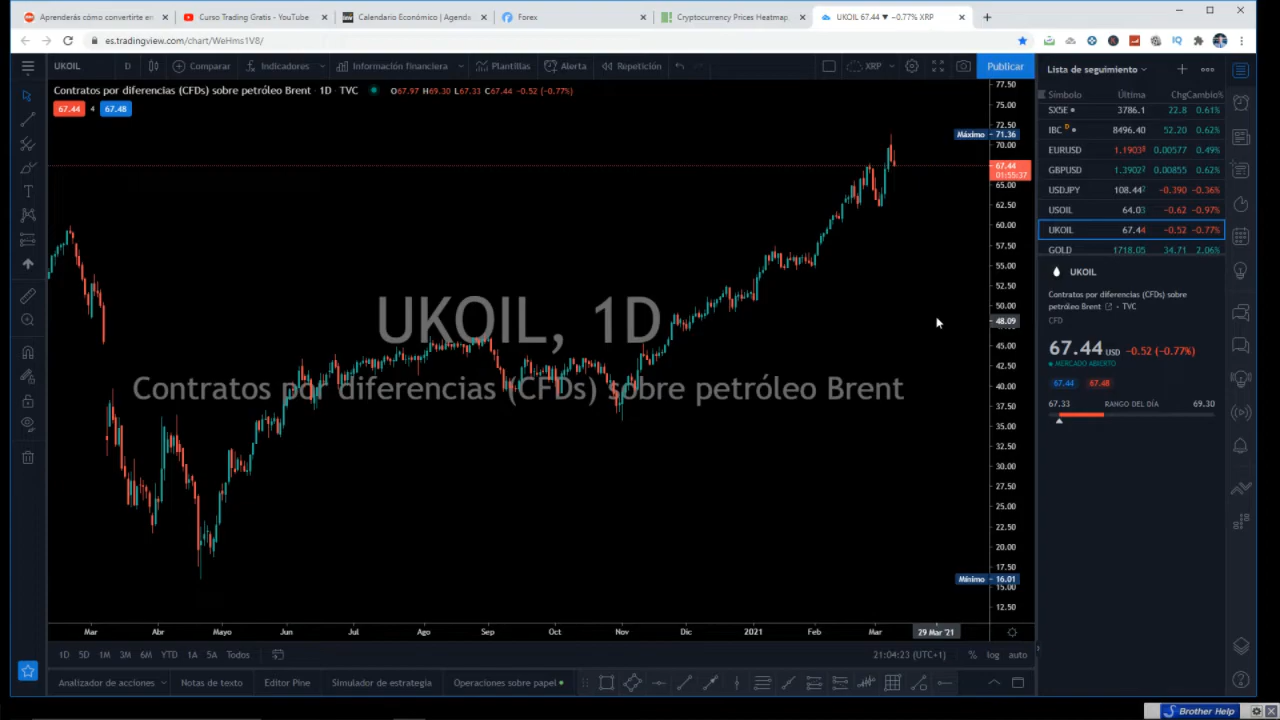 Aprenderás cómo convertirte en
Curso Trading Gratis - YouTube
Calendario Económico | Agenda
Forex
Cryptocurrency Prices Heatmap,
UKOIL 67.44 ▼ −0.77% XRP
es.tradingview.com/chart/WeHms1V8/
UKOIL
D
Comparar
Indicadores
Información financiera
Plantillas
Alerta
Repetición
XRP
Publicar
Contratos por diferencias (CFDs) sobre petróleo Brent · 1D · TVC
O67.97 H69.30 L67.33 C67.44 −0.52 (−0.77%)
67.44
4
67.48
UKOIL, 1D
Contratos por diferencias (CFDs) sobre petróleo Brent
77.50
75.00
72.50
Máximo
71.36
70.00
67.44
01:55:37
65.00
62.50
60.00
57.50
55.00
52.50
50.00
48.09
45.00
42.50
40.00
37.50
35.00
32.50
30.00
27.50
25.00
22.50
20.00
17.50
Mínimo
16.01
15.00
12.50
Mar
Abr
Mayo
Jun
Jul
Ago
Sep
Oct
Nov
Dic
2021
Feb
Mar
29 Mar '21
1D
5D
1M
3M
6M
YTD
1A
5A
Todos
21:04:23 (UTC+1)
%
log
auto
Analizador de acciones
Notas de texto
Editor Pine
Simulador de estrategia
Operaciones sobre papel
Lista de seguimiento
Símbolo
Última
Chg
Cambio%
SX5E 3786.1 22.8 0.61%
IBC D 8496.40 52.20 0.62%
EURUSD 1.19038 0.00577 0.49%
GBPUSD 1.39022 0.00855 0.62%
USDJPY 108.442 −0.390 −0.36%
USOIL 64.03 −0.62 −0.97%
UKOIL 67.44 −0.52 −0.77%
GOLD 1718.05 34.71 2.06%
UKOIL
Contratos por diferencias (CFDs) sobre
petróleo Brent · TVC
CFD
67.44 USD −0.52 (−0.77%)
MERCADO ABIERTO
67.44
67.48
67.33
RANGO DEL DÍA
69.30
Brother Help